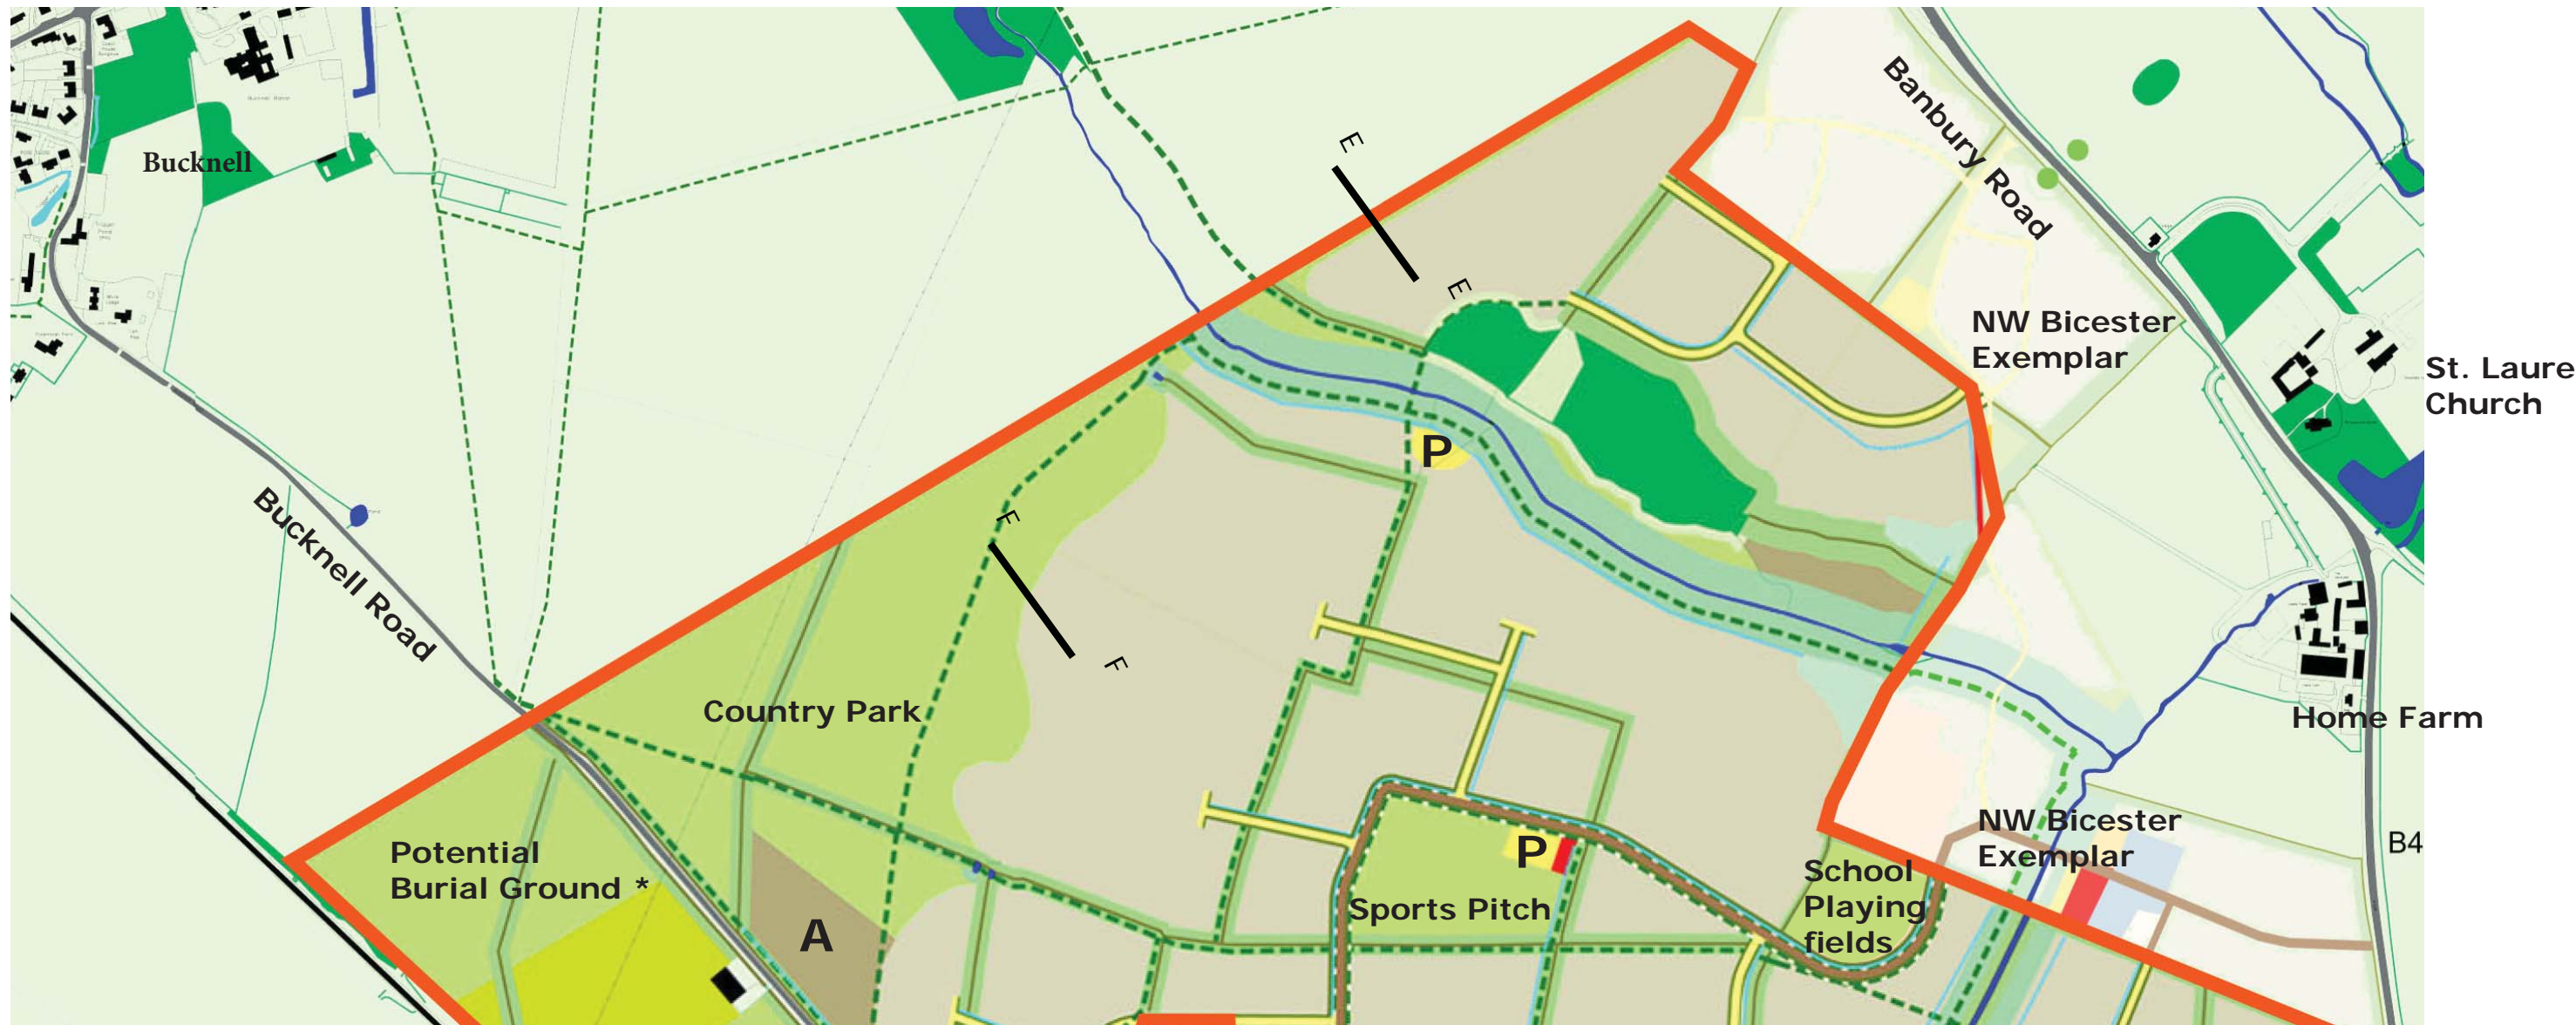 Bucknell
Banbury Road
E
E
NW Bicester
Exemplar
St. Laure
Church
P
Bucknell Road
F
F
Country Park
Home Farm
Potential
Burial Ground *
A
P
Sports Pitch
School
Playing
fields
NW Bicester
Exemplar
B4